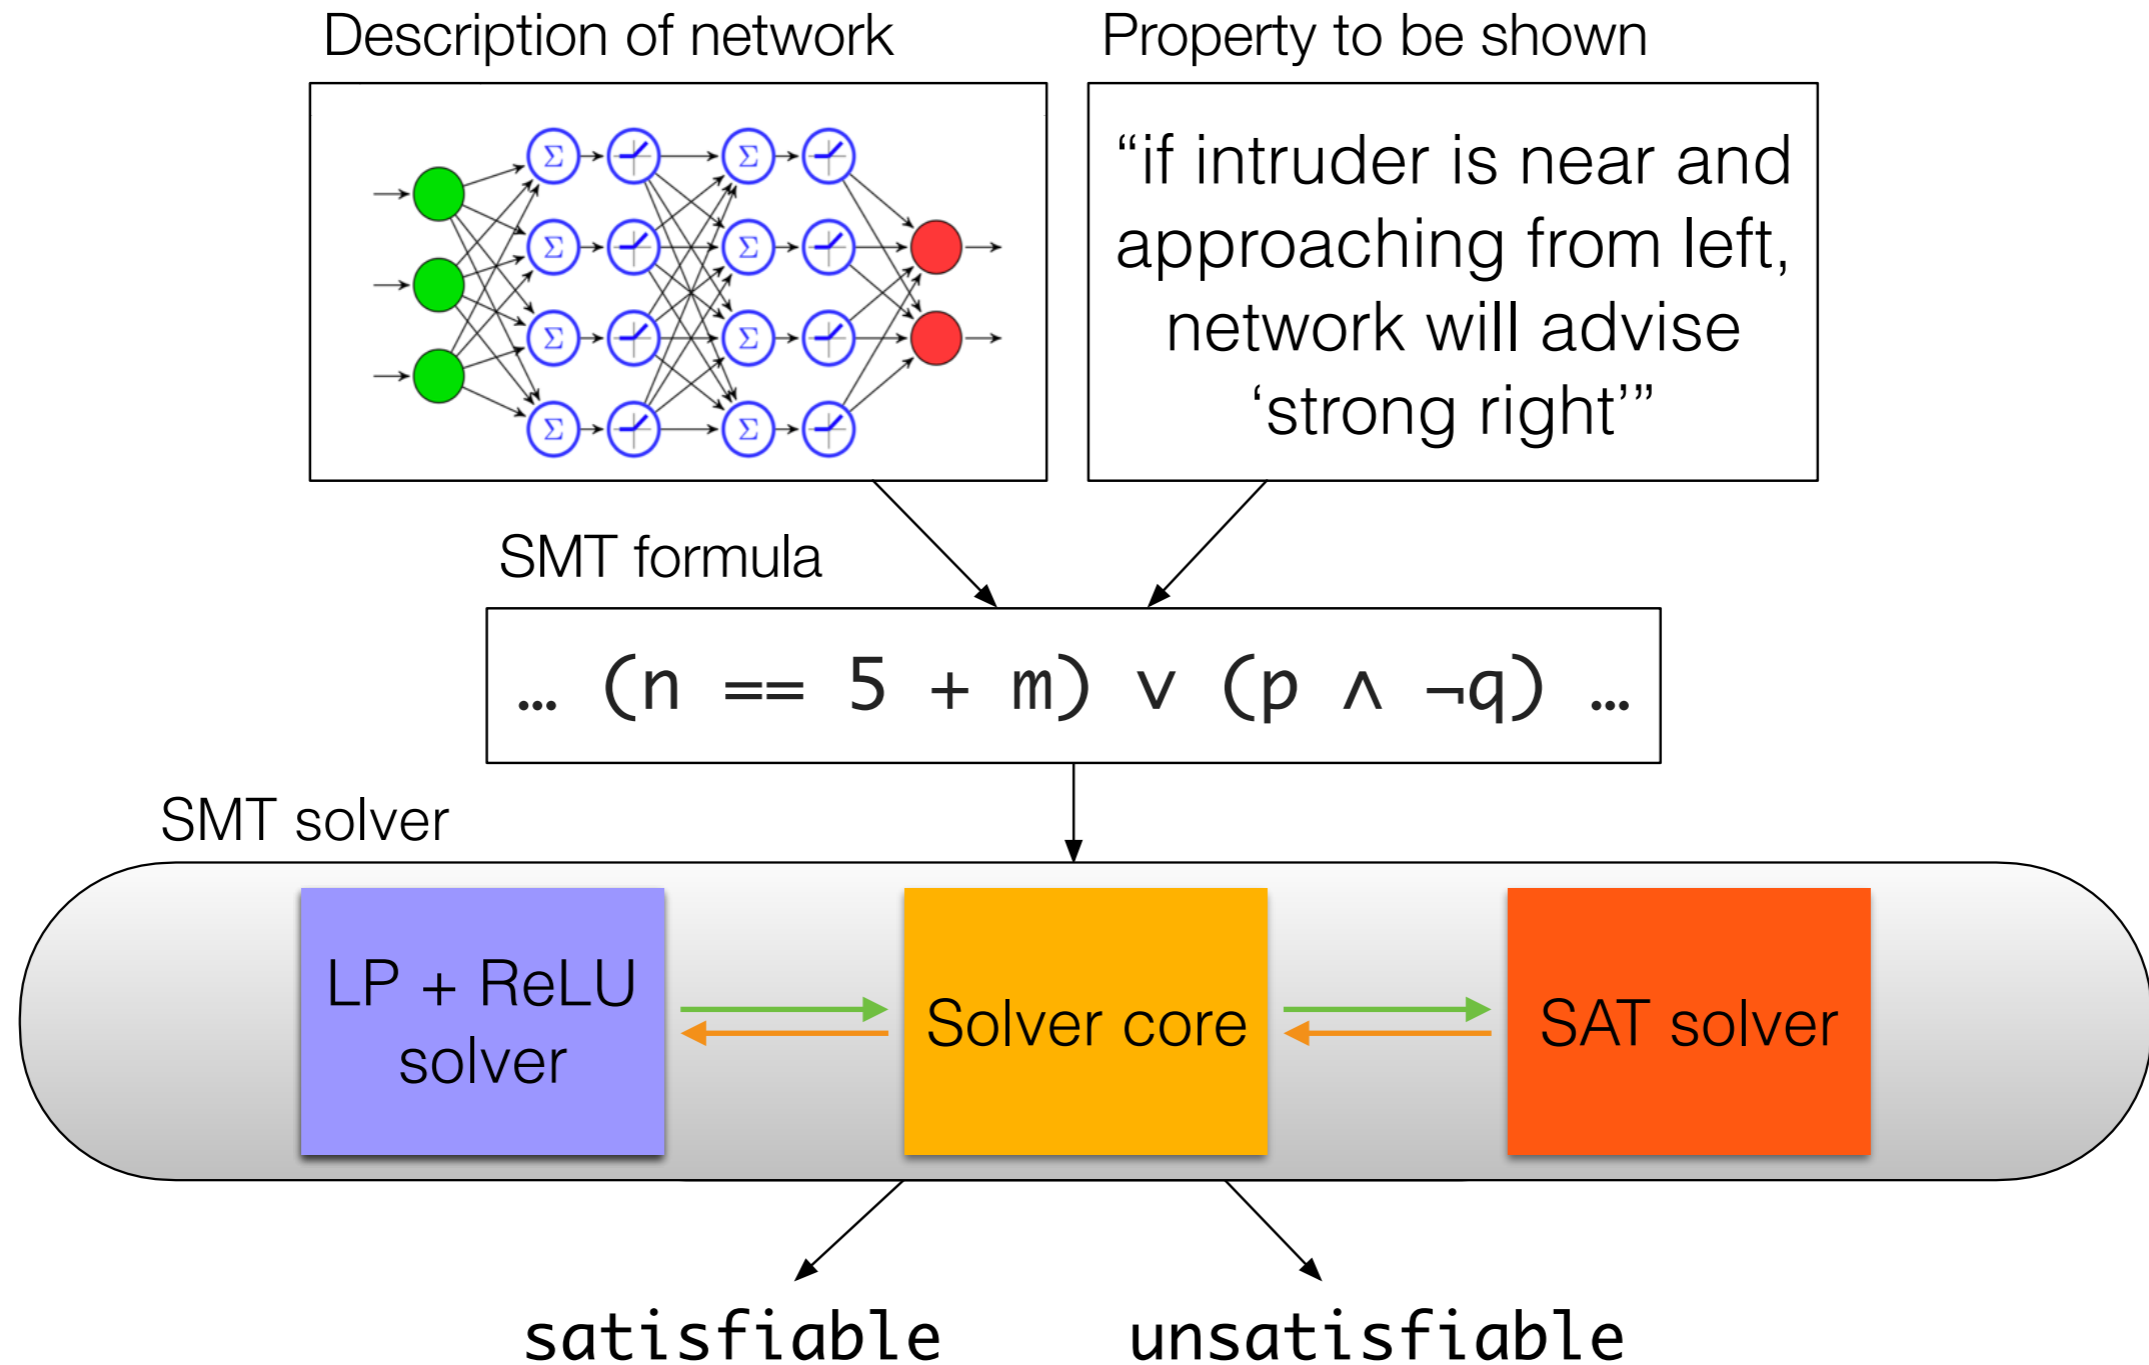 Description of network
Property to be shown
Σ
Σ
Σ
Σ
Σ
Σ
Σ
Σ
“if intruder is near and
approaching from left,
network will advise
‘strong right’”
SMT formula
… (n == 5 + m) ∨ (p ∧ ¬q) …
SMT solver
LP + ReLU
solver
Solver core
SAT solver
satisfiable
unsatisfiable